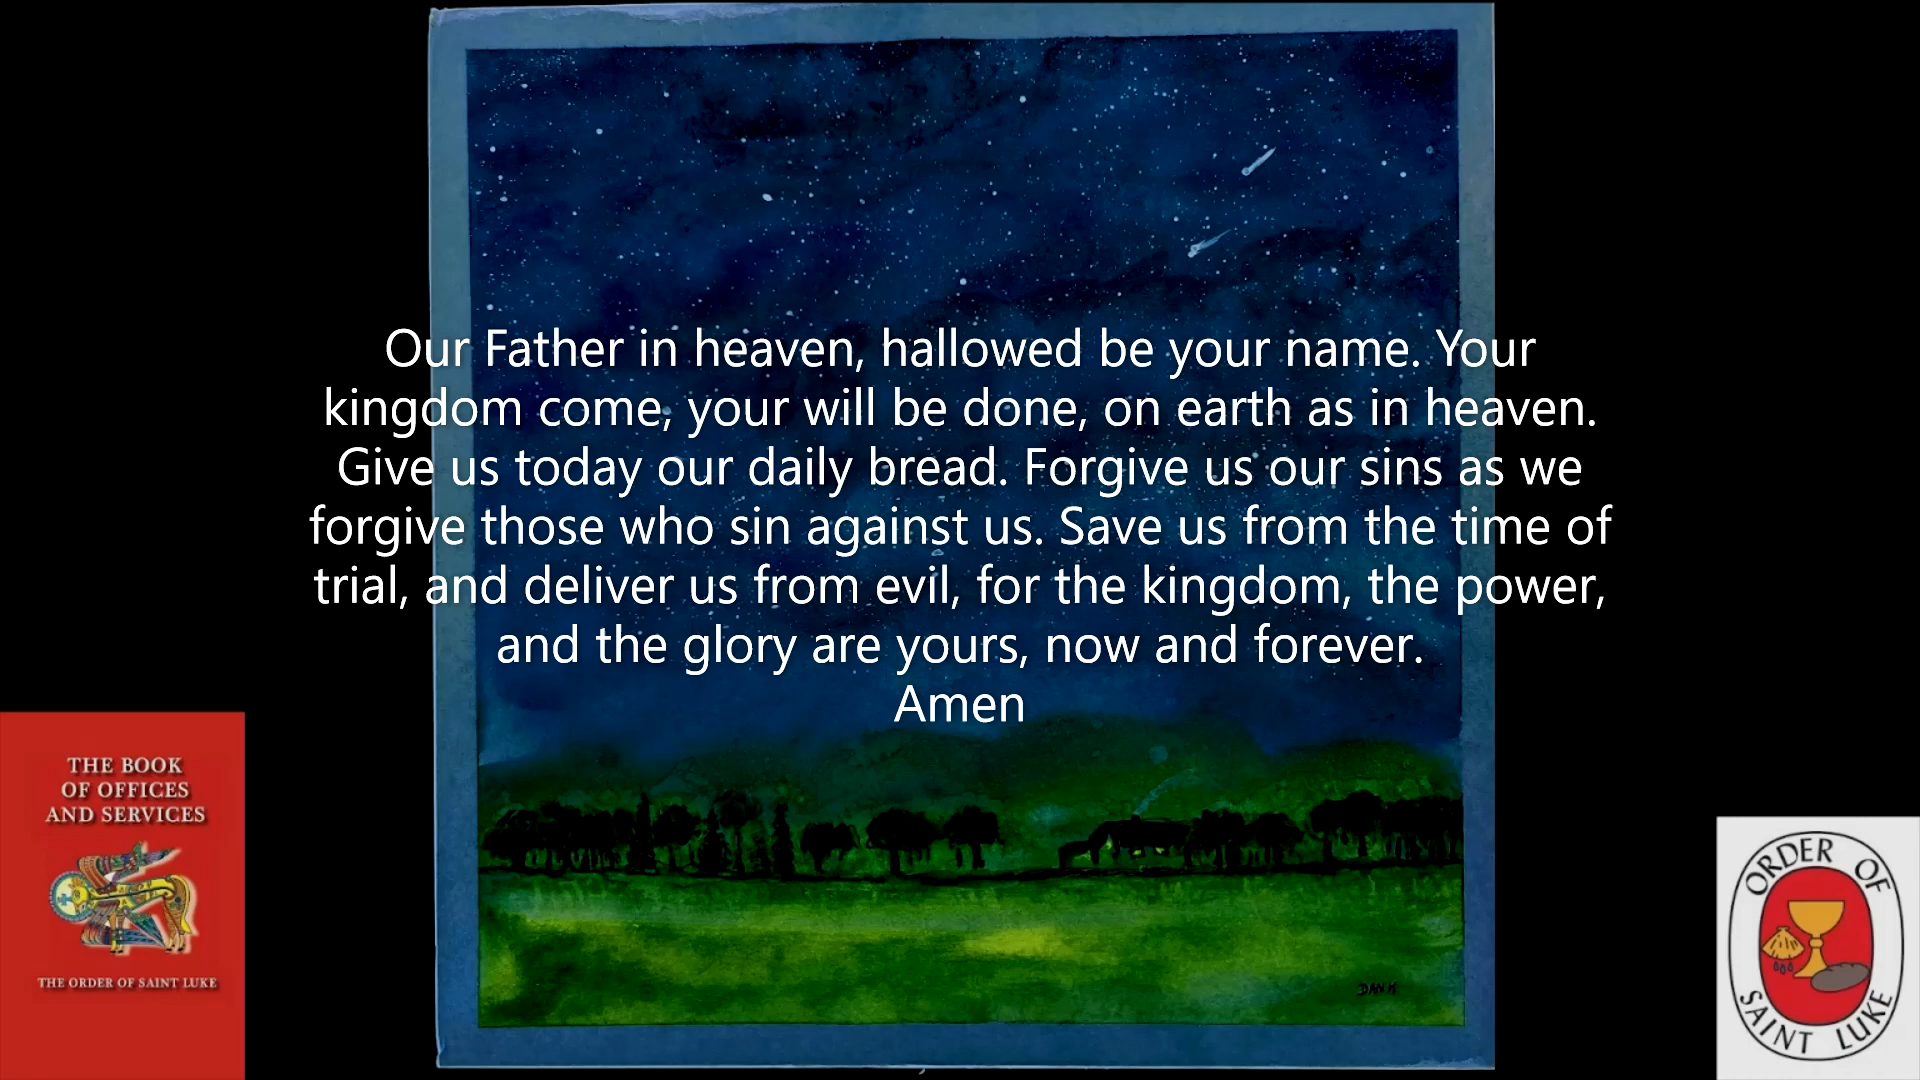 Our Father in heaven, hallowed be your name. Your
kingdom come, your will be done, on earth as in heaven.
Give us today our daily bread. Forgive us our sins as we
forgive those who sin against us. Save us from the time of
trial, and deliver us from evil, for the kingdom, the power,
and the glory are yours, now and forever.
Amen
THE BOOK
OF OFFICES
AND SERVICES
THE ORDER OF SAINT LUKE
DAN K
ORDER OF
SAINT LUKE